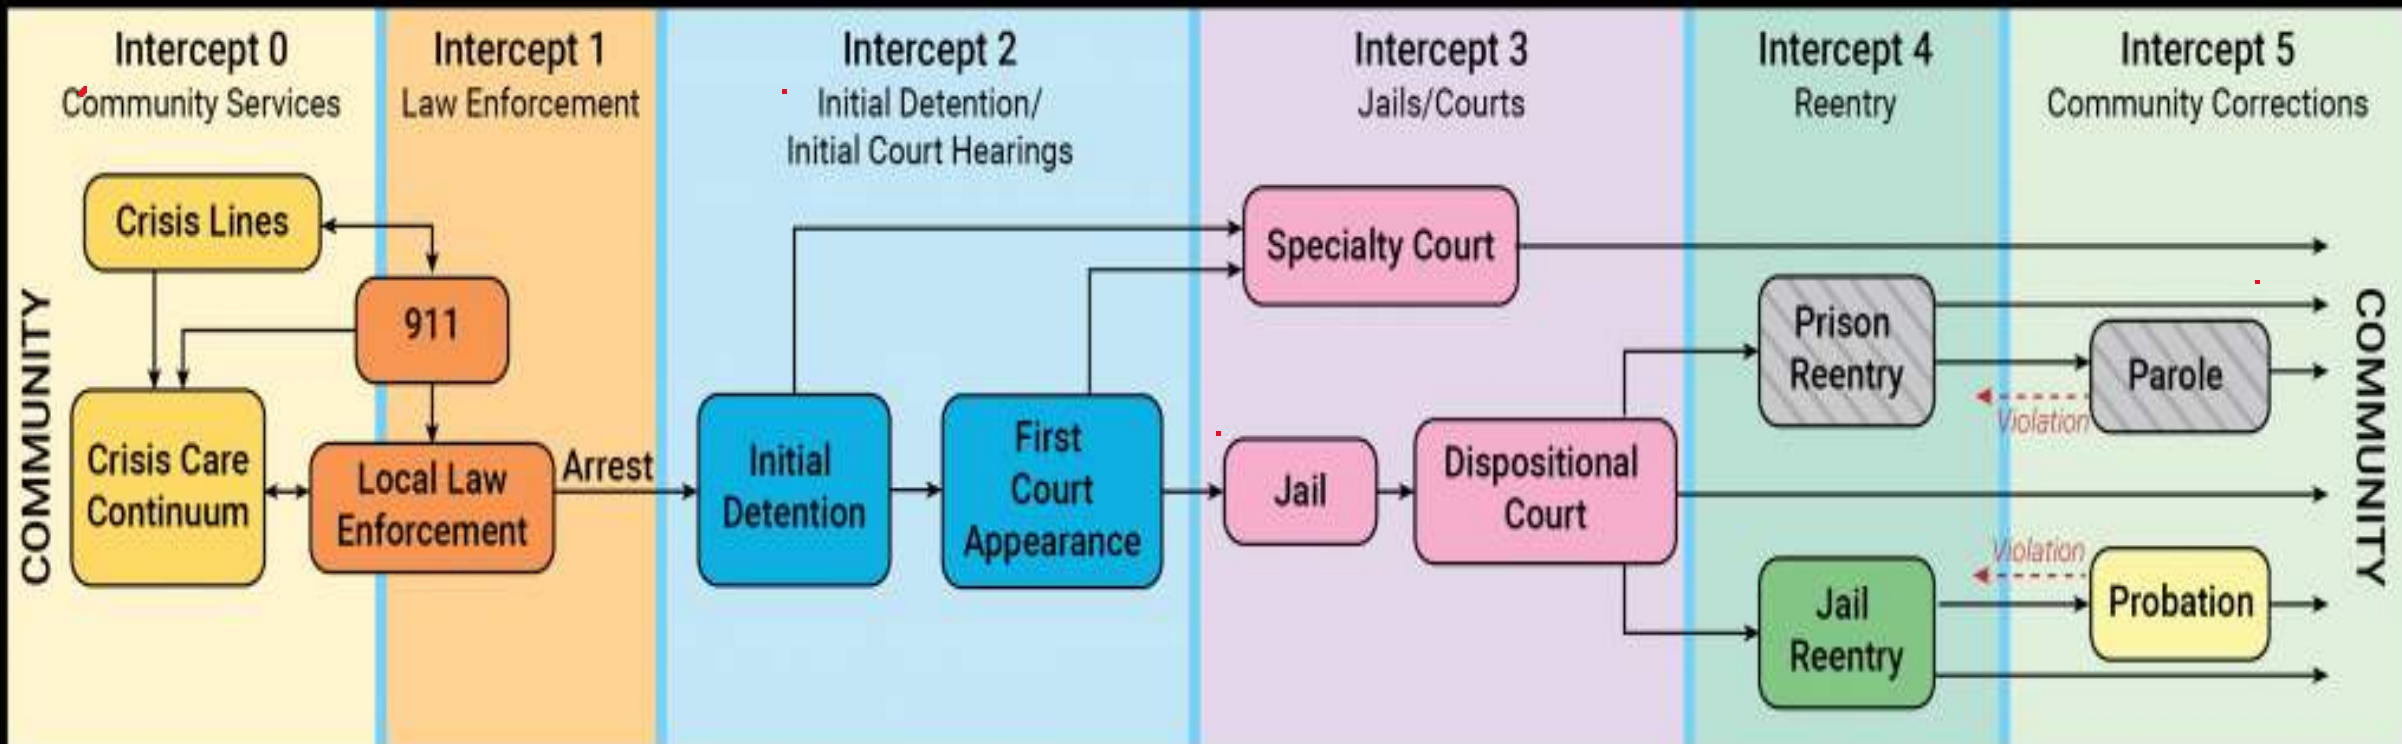 Intercept 0
Community Services
Intercept 1
Law Enforcement
Intercept 2
Initial Detention/
Initial Court Hearings
Intercept 3
Jails/Courts
Intercept 4
Reentry
Intercept 5
Community Corrections
COMMUNITY
Crisis Lines
911
Crisis Care
Continuum
Local Law
Enforcement
Arrest
Initial
Detention
First
Court
Appearance
Specialty Court
Jail
Dispositional
Court
Prison
Reentry
Parole
Violation
Jail
Reentry
Violation
Probation
COMMUNITY